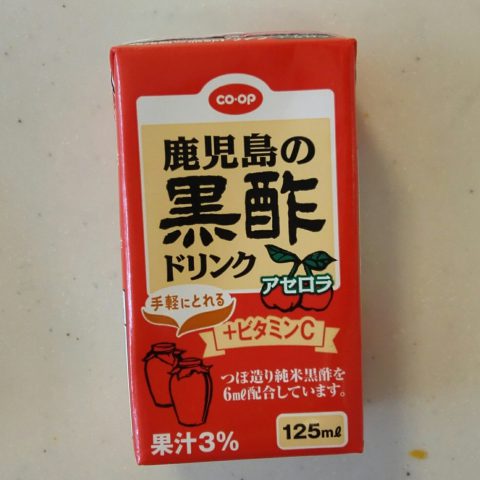 CO·OP
鹿児島の
黒酢
ドリンク
アセロラ
手軽にとれる
+ビタミンC
つぼ造り純米黒酢を
6ml配合しています。
果汁3%
125ml